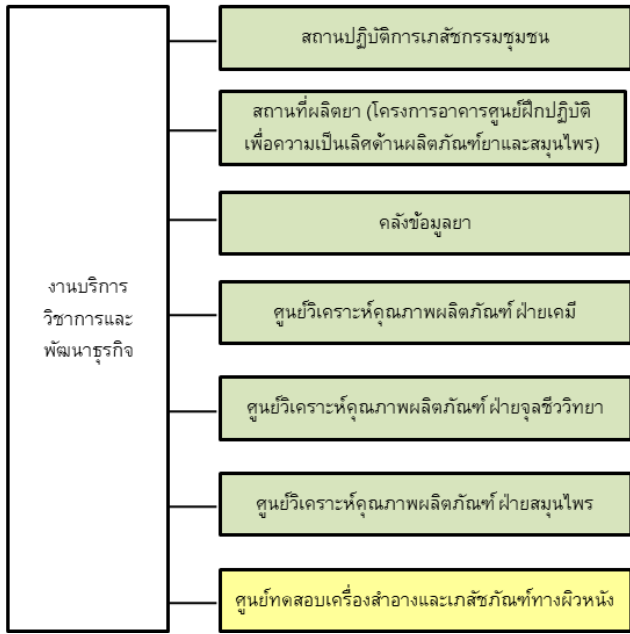 งานบริการ
วิชาการและ
พัฒนาธุรกิจ
สถานปฏิบัติการเภสัชกรรมชุมชน
สถานที่ผลิตยา (โครงการอาคารศูนย์ฝึกปฏิบัติ
เพื่อความเป็นเลิศด้านผลิตภัณฑ์ยาและสมุนไพร)
คลังข้อมูลยา
ศูนย์วิเคราะห์คุณภาพผลิตภัณฑ์ ฝ่ายเคมี
ศูนย์วิเคราะห์คุณภาพผลิตภัณฑ์ ฝ่ายจุลชีววิทยา
ศูนย์วิเคราะห์คุณภาพผลิตภัณฑ์ ฝ่ายสมุนไพร
ศูนย์ทดสอบเครื่องสำอางและเภสัชภัณฑ์ทางผิวหนัง